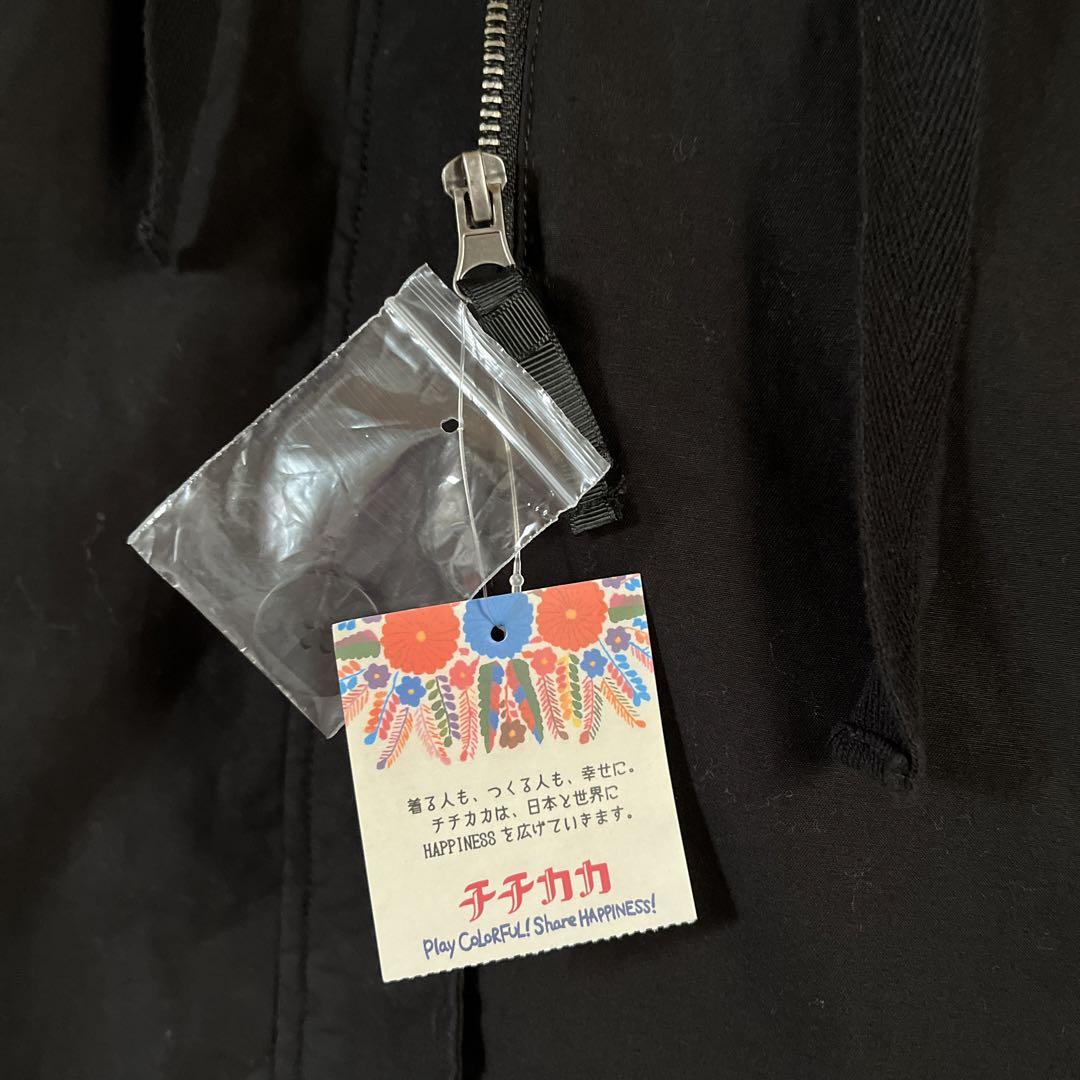 着る人も、つくる人も、幸せに。
チチカカは、日本と世界に
HAPPINESSを広げていきます。
チチカカ
Play COLORFUL! Share HAPPINESS!